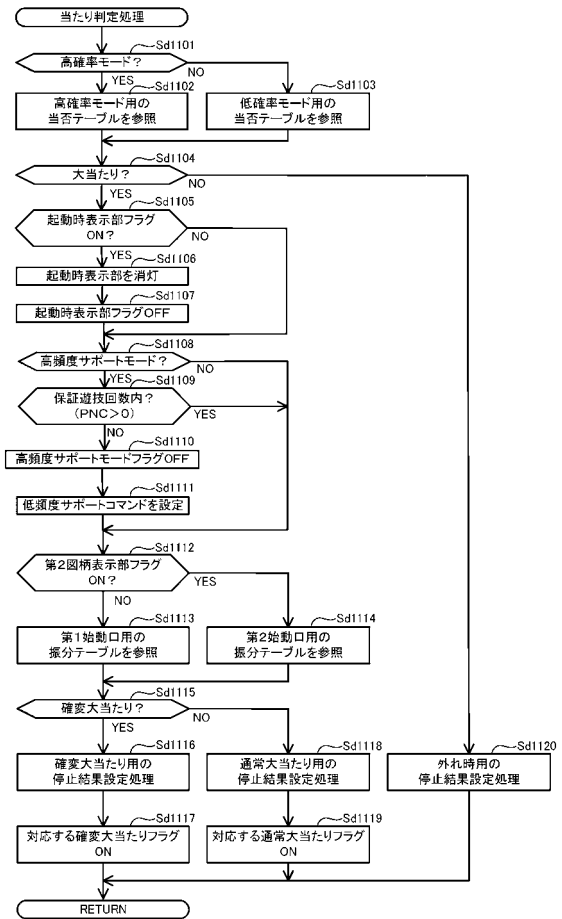 当たり判定処理
Sd1101
高確率モード？
YES
NO
Sd1102
高確率モード用の
当否テーブルを参照
Sd1103
低確率モード用の
当否テーブルを参照
Sd1104
大当たり？
YES
NO
Sd1105
起動時表示部フラグ
ON？
YES
NO
Sd1106
起動時表示部を消灯
Sd1107
起動時表示部フラグOFF
Sd1108
高頻度サポートモード？
YES
NO
Sd1109
保証遊技回数内？
（PNC＞0）
YES
NO
Sd1110
高頻度サポートモードフラグOFF
Sd1111
低頻度サポートコマンドを設定
Sd1112
第2図柄表示部フラグ
ON？
YES
NO
Sd1113
第1始動口用の
振分テーブルを参照
Sd1114
第2始動口用の
振分テーブルを参照
Sd1115
確変大当たり？
YES
NO
Sd1116
確変大当たり用の
停止結果設定処理
Sd1118
通常大当たり用の
停止結果設定処理
Sd1120
外れ時用の
停止結果設定処理
Sd1117
対応する確変大当たりフラグ
ON
Sd1119
対応する通常大当たりフラグ
ON
RETURN